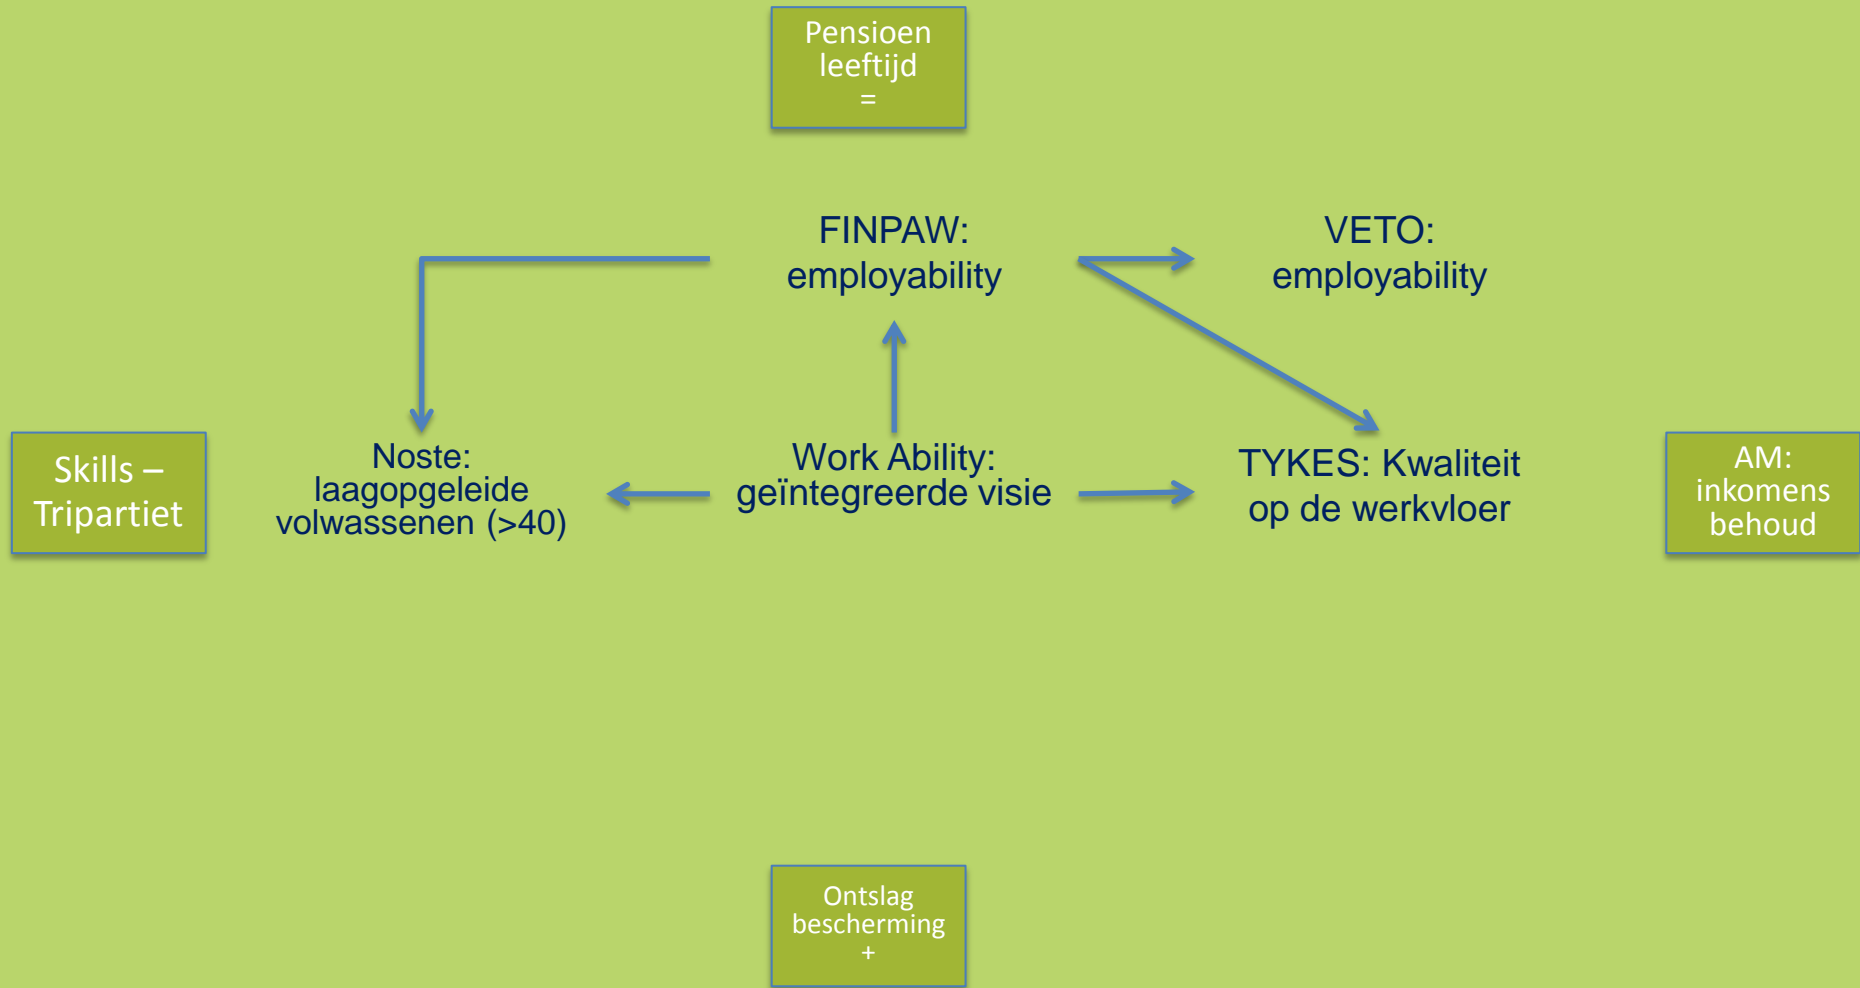 Pensioen
leeftijd
=
FINPAW:
employability
VETO:
employability
Skills –
Tripartiet
Noste:
laagopgeleide
volwassenen (>40)
Work Ability:
geïntegreerde visie
TYKES: Kwaliteit
op de werkvloer
AM:
inkomens
behoud
Ontslag
bescherming
+